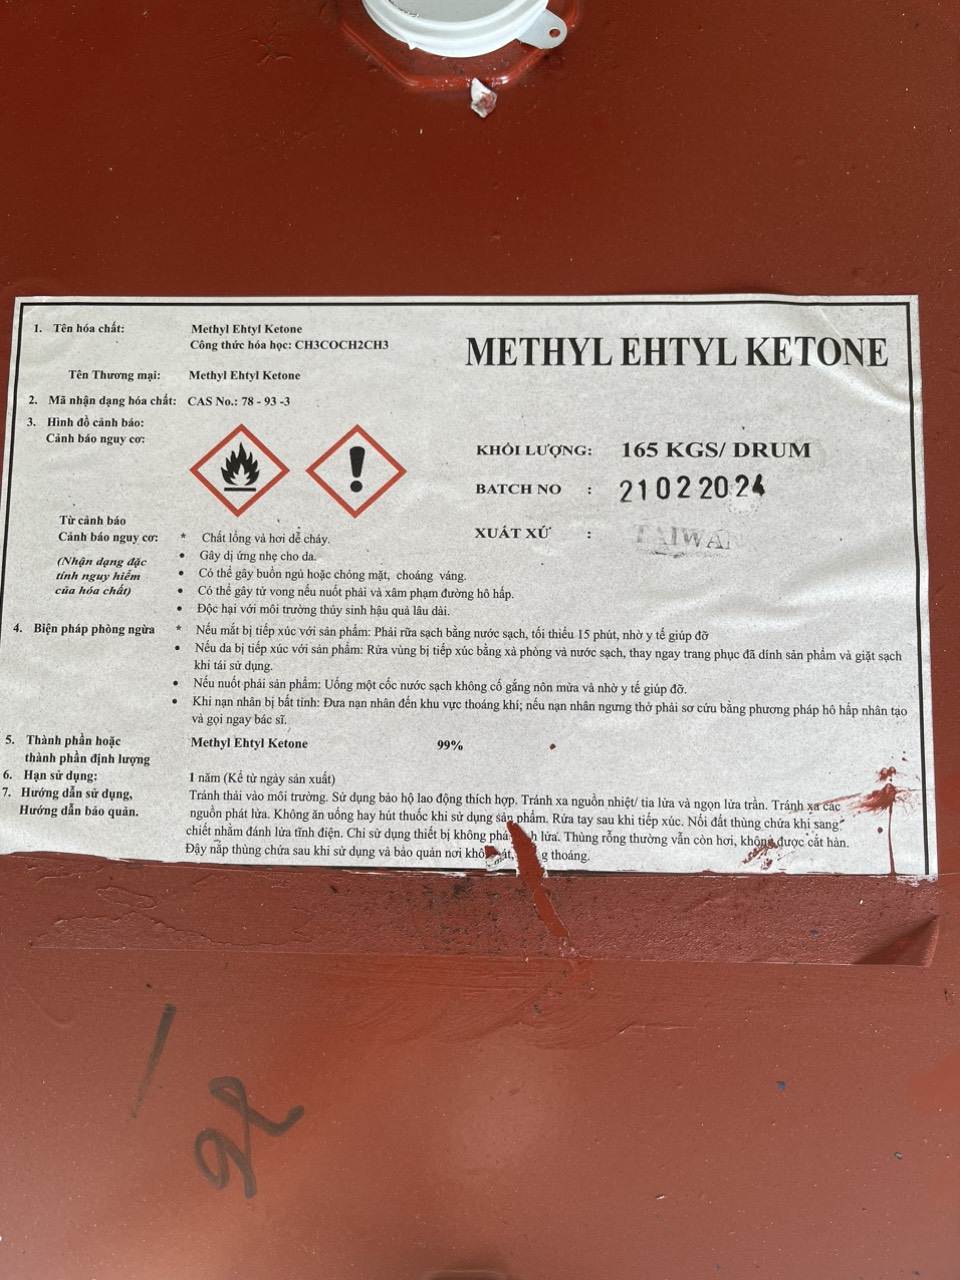 1. Tên hóa chất: Methyl Ehtyl Ketone
Công thức hóa học: CH3COCH2CH3
METHYL EHTYL KETONE
Tên Thương mại: Methyl Ehtyl Ketone
2. Mã nhận dạng hóa chất: CAS No.: 78 - 93 -3
3. Hình đồ cảnh báo:
Cảnh báo nguy cơ:
KHỐI LƯỢNG: 165 KGS/ DRUM
BATCH NO : 21022024
XUẤT XỨ : TAIWAN
Từ cảnh báo
Cảnh báo nguy cơ: * Chất lỏng và hơi dễ cháy.
(Nhận dạng đặc
tính nguy hiểm
của hóa chất)
• Gây dị ứng nhẹ cho da.
• Có thể gây buồn ngủ hoặc chóng mặt, choáng váng.
• Có thể gây tử vong nếu nuốt phải và xâm phạm đường hô hấp.
• Độc hại với môi trường thủy sinh hậu quả lâu dài.
4. Biện pháp phòng ngừa * Nếu mắt bị tiếp xúc với sản phẩm: Phải rữa sạch bằng nước sạch, tối thiểu 15 phút, nhờ y tế giúp đỡ
• Nếu da bị tiếp xúc với sản phẩm: Rửa vùng bị tiếp xúc bằng xà phòng và nước sạch, thay ngay trang phục đã dính sản phẩm và giặt sạch
khi tái sử dụng.
• Nếu nuốt phải sản phẩm: Uống một cốc nước sạch không cố gắng nôn mửa và nhờ y tế giúp đỡ.
• Khi nạn nhân bị bất tỉnh: Đưa nạn nhân đến khu vực thoáng khí; nếu nạn nhân ngưng thở phải sơ cứu bằng phương pháp hô hấp nhân tạo
và gọi ngay bác sĩ.
5. Thành phần hoặc Methyl Ehtyl Ketone 99%
thành phần định lượng
6. Hạn sử dụng: 1 năm (Kể từ ngày sản xuất)
7. Hướng dẫn sử dụng, Tránh thải vào môi trường. Sử dụng bảo hộ lao động thích hợp. Tránh xa nguồn nhiệt/ tia lửa và ngọn lửa trần. Tránh xa các
Hướng dẫn bảo quản. nguồn phát lửa. Không ăn uống hay hút thuốc khi sử dụng sản phẩm. Rửa tay sau khi tiếp xúc. Nối đất thùng chứa khi sang
chiết nhằm đánh lửa tĩnh điện. Chỉ sử dụng thiết bị không lửa. Thùng rỗng thường vẫn còn hơi, không được cắt hàn.
Đậy nắp thùng chứa sau khi sử dụng và bảo quản nơi thoáng.